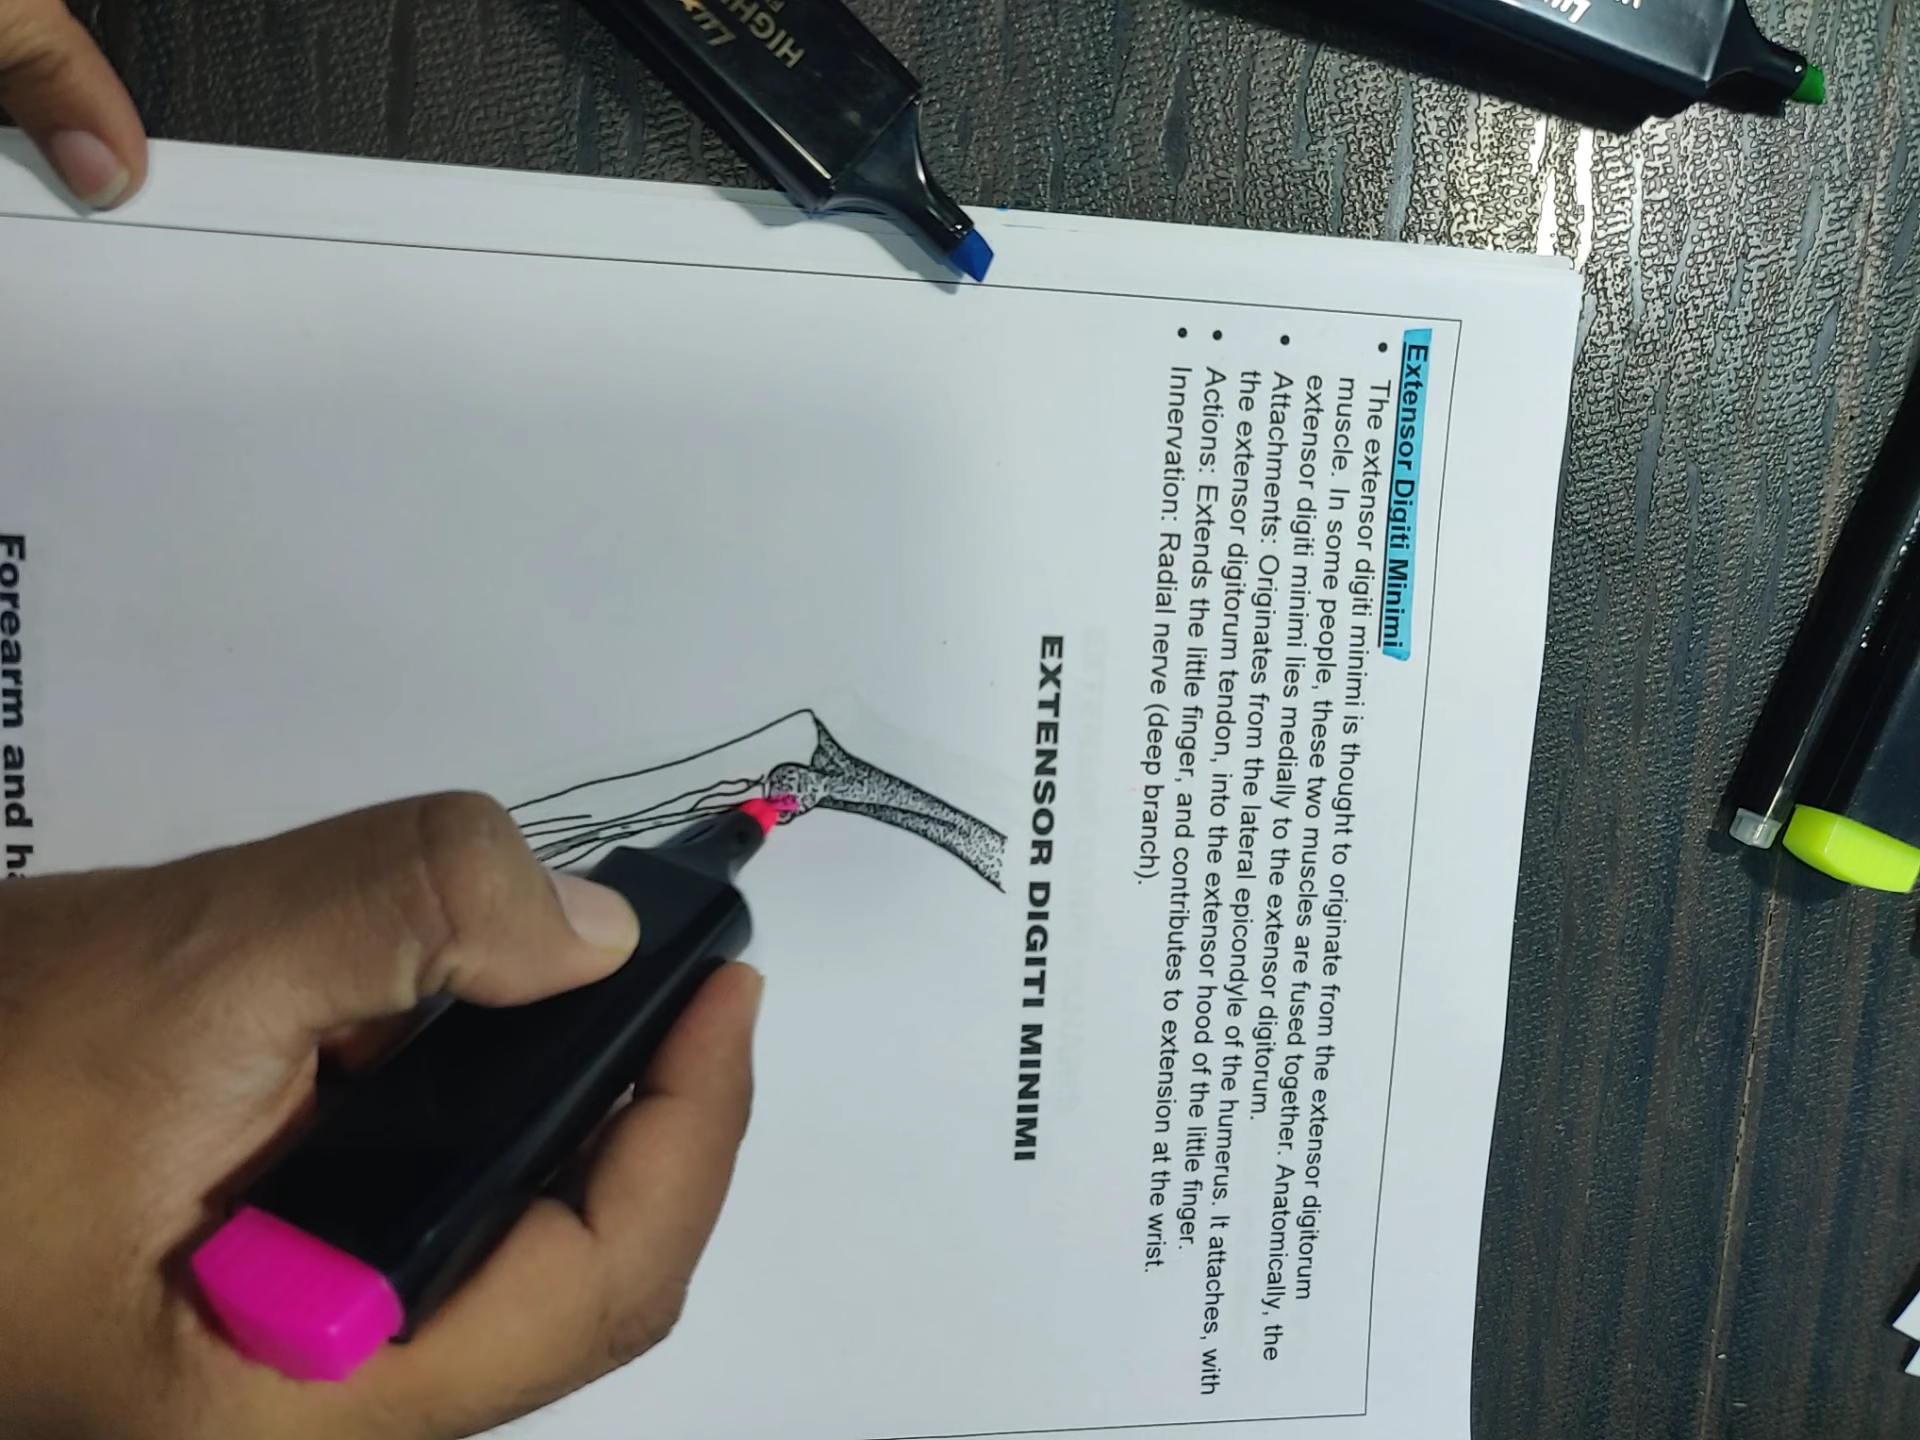 Extensor Digiti Minimi
• The extensor digiti minimi is thought to originate from the extensor digitorum
muscle. In some people, these two muscles are fused together. Anatomically, the
extensor digiti minimi lies medially to the extensor digitorum.
• Attachments: Originates from the lateral epicondyle of the humerus. It attaches, with
the extensor digitorum tendon, into the extensor hood of the little finger.
• Actions: Extends the little finger, and contributes to extension at the wrist.
• Innervation: Radial nerve (deep branch).
EXTENSOR DIGITI MINIMI
Forearm and